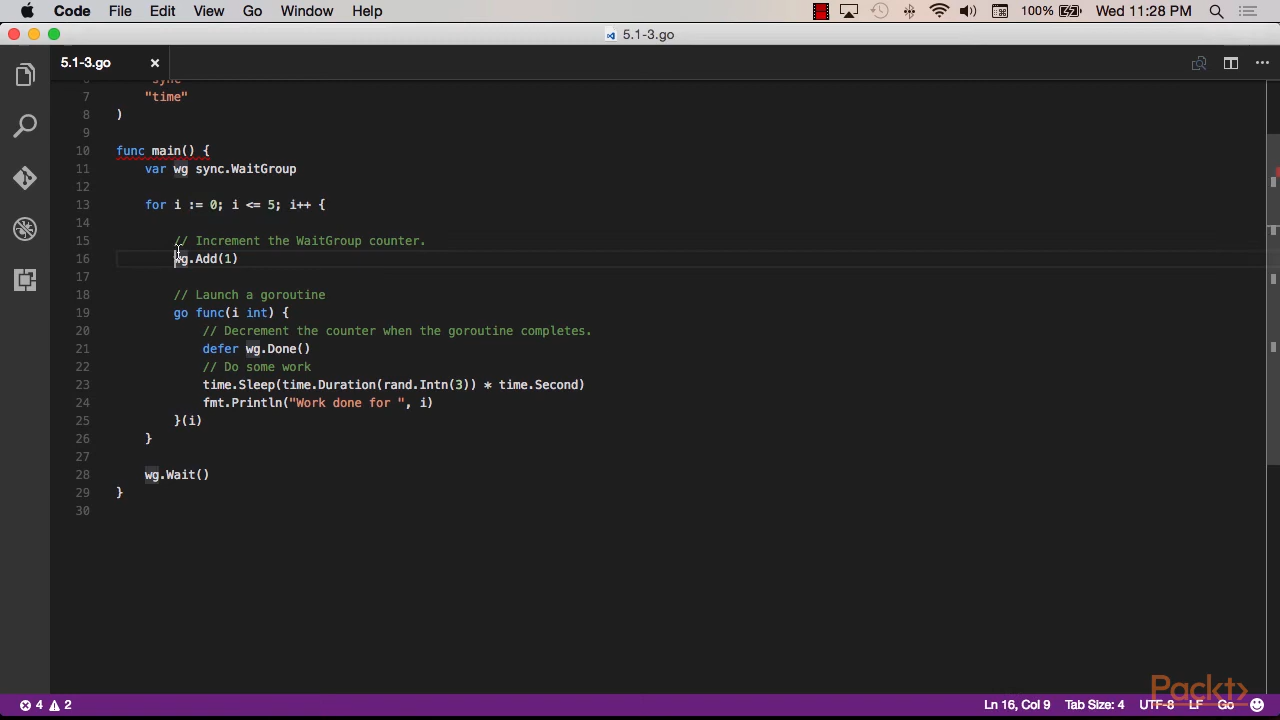 Code File Edit View Go Window Help 100% Wed 11:28 PM
5.1-3.go
5.1-3.go
6 "sync"
7 "time"
8 )
9
10 func main() {
11 var wg sync.WaitGroup
12
13 for i := 0; i <= 5; i++ {
14
15 // Increment the WaitGroup counter.
16 wg.Add(1)
17
18 // Launch a goroutine
19 go func(i int) {
20 // Decrement the counter when the goroutine completes.
21 defer wg.Done()
22 // Do some work
23 time.Sleep(time.Duration(rand.Intn(3)) * time.Second)
24 fmt.Println("Work done for ", i)
25 }(i)
26 }
27
28 wg.Wait()
29 }
30
Packt>
4 2 Ln 16, Col 9 Tab Size: 4 UTF-8 LF Go